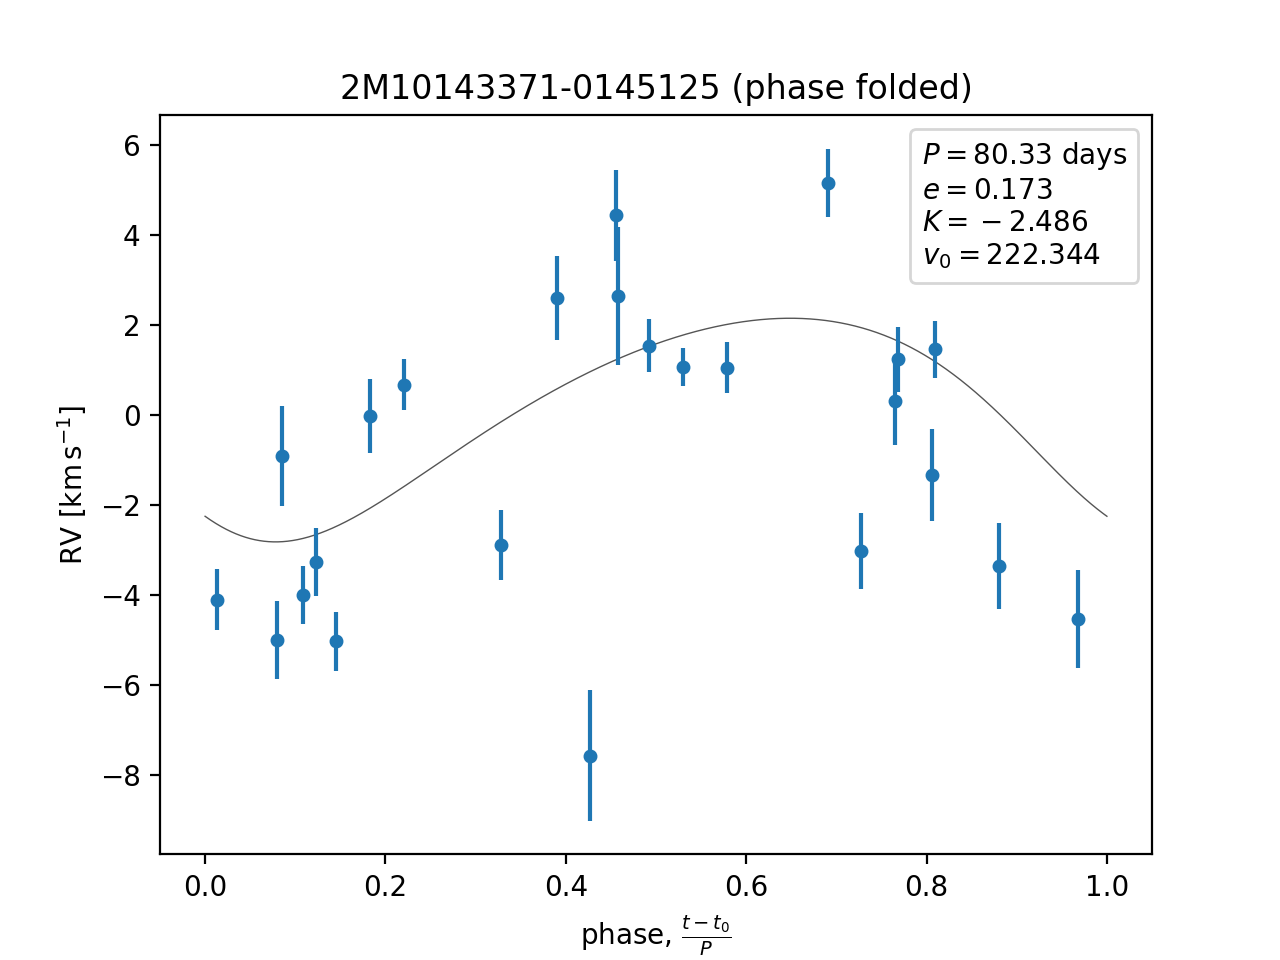 2M10143371-0145125 (phase folded)
P = 80.33 days
e = 0.173
K = −2.486
v₀ = 222.344
6
4
2
0
−2
−4
−6
−8
RV [km s⁻¹]
0.0 0.2 0.4 0.6 0.8 1.0
phase, (t − t₀)/P